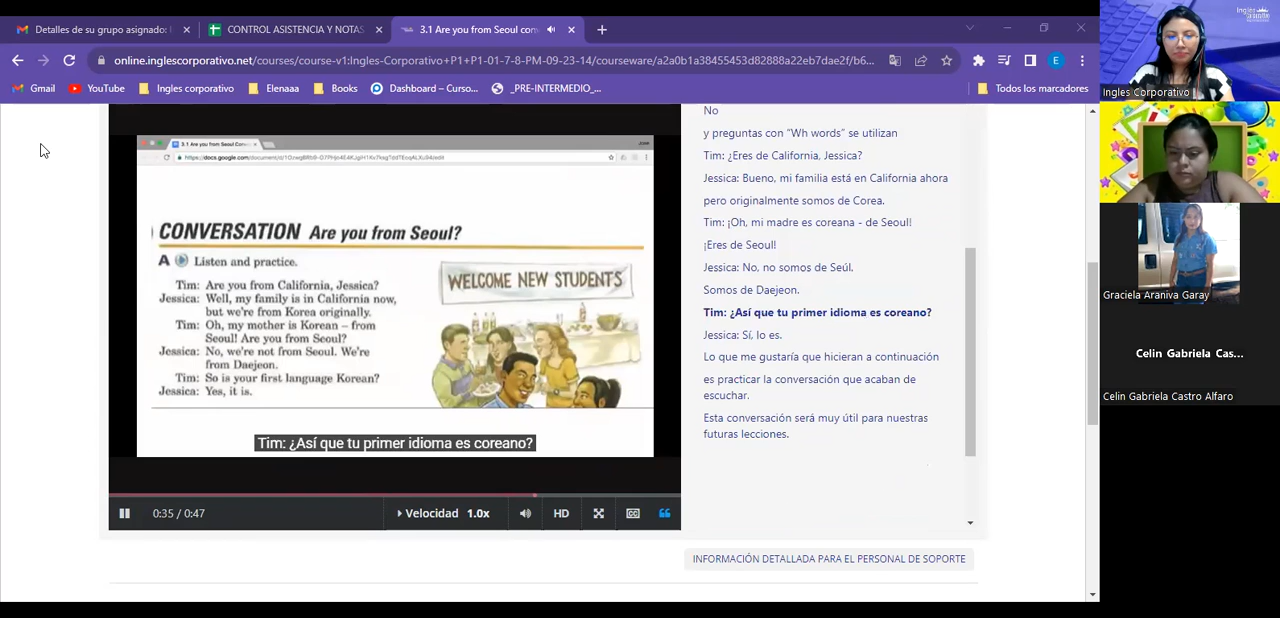 Detalles de su grupo asignado:
CONTROL ASISTENCIA Y NOTAS
3.1 Are you from Seoul con
online.inglescorporativo.net/courses/course-v1:Ingles-Corporativo+P1+P1-01-7-8-PM-09-23-14/courseware/a2a0b1a38455453d82888a22eb7dae2f/b6...
E
Gmail
YouTube
Ingles corporativo
Elenaaa
Books
Dashboard – Curso...
_PRE-INTERMEDIO_...
Todos los marcadores
CONVERSATION Are you from Seoul?
A Listen and practice.
Tim: Are you from California, Jessica?
Jessica: Well, my family is in California now,
but we're from Korea originally.
Tim: Oh, my mother is Korean – from
Seoul! Are you from Seoul?
Jessica: No, we're not from Seoul. We're
from Daejeon.
Tim: So is your first language Korean?
Jessica: Yes, it is.
WELCOME NEW STUDENTS
Tim: ¿Así que tu primer idioma es coreano?
0:35 / 0:47
Velocidad 1.0x
HD
No
y preguntas con “Wh words” se utilizan
Tim: ¿Eres de California, Jessica?
Jessica: Bueno, mi familia está en California ahora
pero originalmente somos de Corea.
Tim: ¡Oh, mi madre es coreana - de Seoul!
¡Eres de Seoul!
Jessica: No, no somos de Seúl.
Somos de Daejeon.
Tim: ¿Así que tu primer idioma es coreano?
Jessica: Sí, lo es.
Lo que me gustaría que hicieran a continuación
es practicar la conversación que acaban de
escuchar.
Esta conversación será muy útil para nuestras
futuras lecciones.
INFORMACIÓN DETALLADA PARA EL PERSONAL DE SOPORTE
Ingles Corporativo
Graciela Araniva Garay
Celin Gabriela Cas...
Celin Gabriela Castro Alfaro